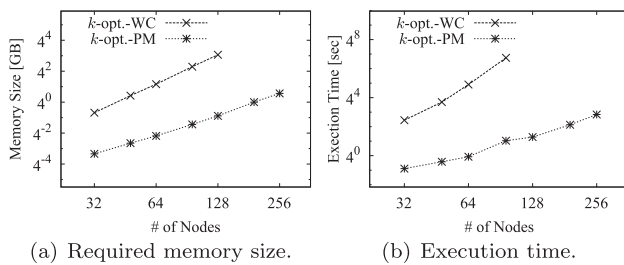 k-opt.-WC
k-opt.-PM
Memory Size [GB]
4^4
4^2
4^0
4^-2
4^-4
32 64 128 256
# of Nodes
(a) Required memory size.
k-opt.-WC
k-opt.-PM
Exection Time [sec]
4^8
4^4
4^0
32 64 128 256
# of Nodes
(b) Execution time.